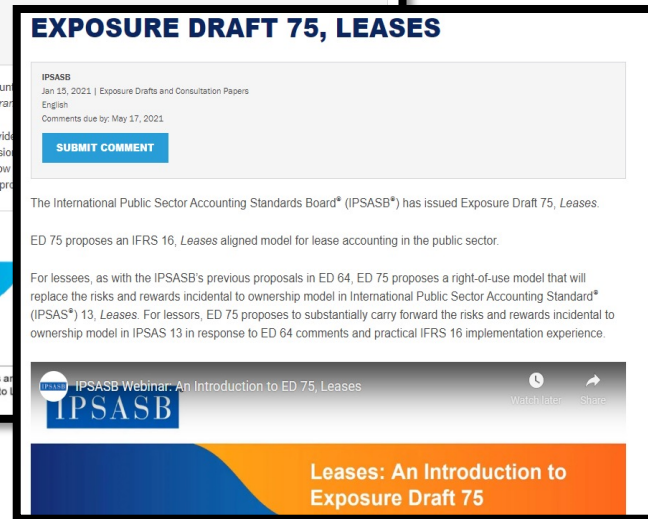 EXPOSURE DRAFT 75, LEASES
IPSASB
Jan 15, 2021 | Exposure Drafts and Consultation Papers
English
Comments due by: May 17, 2021
SUBMIT COMMENT
The International Public Sector Accounting Standards Board® (IPSASB®) has issued Exposure Draft 75, Leases.
ED 75 proposes an IFRS 16, Leases aligned model for lease accounting in the public sector.
For lessees, as with the IPSASB's previous proposals in ED 64, ED 75 proposes a right-of-use model that will
replace the risks and rewards incidental to ownership model in International Public Sector Accounting Standard®
(IPSAS®) 13, Leases. For lessors, ED 75 proposes to substantially carry forward the risks and rewards incidental to
ownership model in IPSAS 13 in response to ED 64 comments and practical IFRS 16 implementation experience.
IPSASB
IPSASB Webinar: An Introduction to ED 75, Leases
Watch later
Share
IPSASB
Leases: An Introduction to
Exposure Draft 75